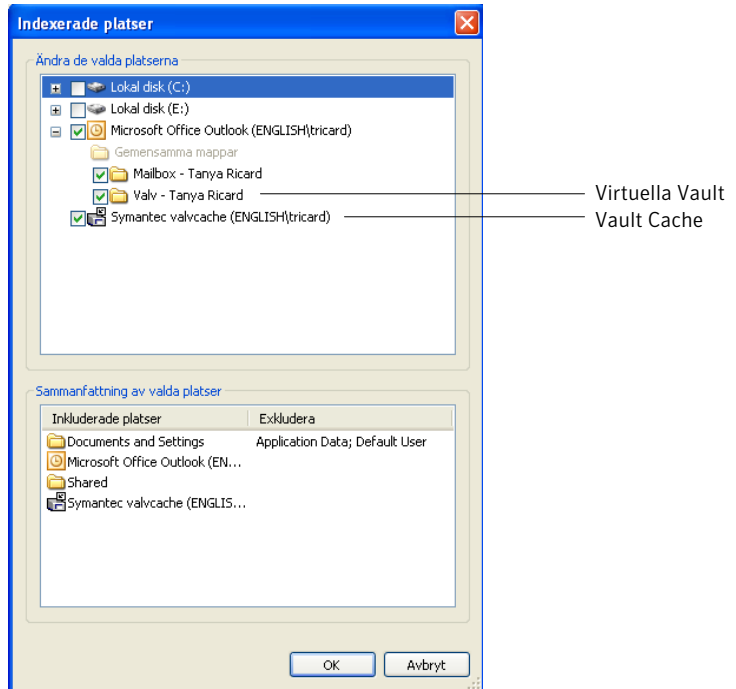 Indexerade platser
Ändra de valda platserna
Lokal disk (C:)
Lokal disk (E:)
Microsoft Office Outlook (ENGLISH\tricard)
Gemensamma mappar
Mailbox - Tanya Ricard
Valv - Tanya Ricard
Virtuella Vault
Symantec valvcache (ENGLISH\tricard)
Vault Cache
Sammanfattning av valda platser
Inkluderade platser Exkludera
Documents and Settings Application Data; Default User
Microsoft Office Outlook (EN...
Shared
Symantec valvcache (ENGLIS...
OK Avbryt